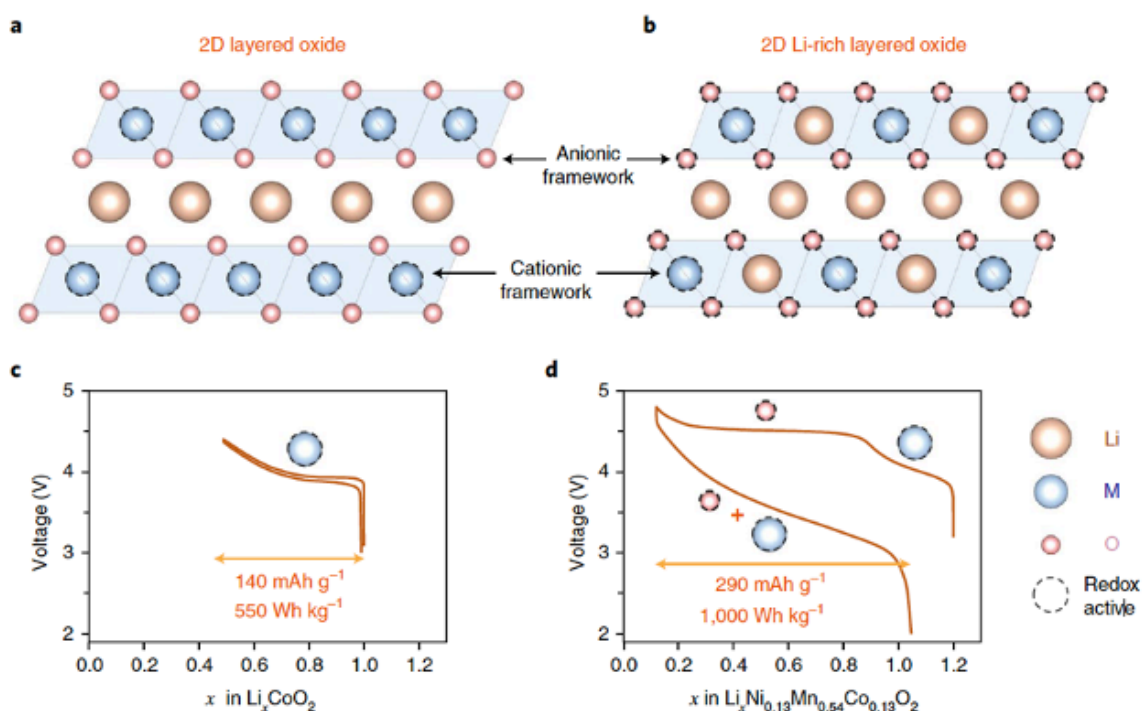 a
2D layered oxide
b
2D Li-rich layered oxide
Anionic
framework
Cationic
framework
c
5
4
3
2
Voltage (V)
140 mAh g⁻¹
550 Wh kg⁻¹
0.0 0.2 0.4 0.6 0.8 1.0 1.2
x in LiₓCoO₂
d
5
4
3
2
Voltage (V)
+
290 mAh g⁻¹
1,000 Wh kg⁻¹
0.0 0.2 0.4 0.6 0.8 1.0 1.2
x in LiₓNi₀.₁₃Mn₀.₅₄Co₀.₁₃O₂
Li
M
O
Redox
active